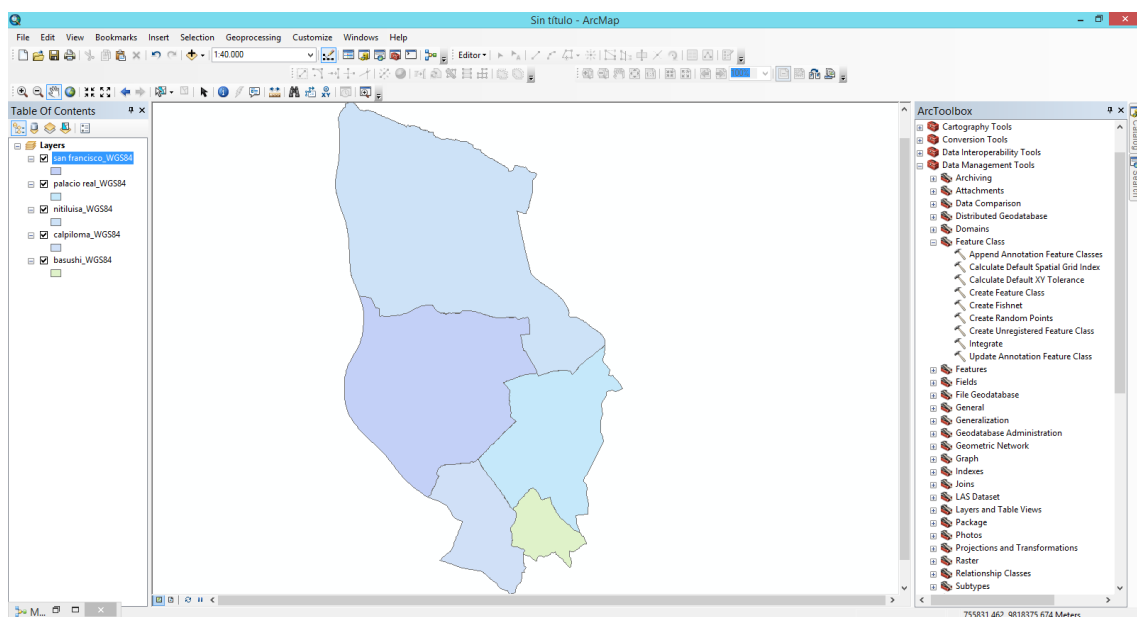 Sin título - ArcMap
File Edit View Bookmarks Insert Selection Geoprocessing Customize Windows Help
1:40.000
Editor
100%
Table Of Contents
ArcToolbox
Layers
san francisco_WGS84
palacio real_WGS84
nitiluisa_WGS84
calpiloma_WGS84
basushi_WGS84
Cartography Tools
Conversion Tools
Data Interoperability Tools
Data Management Tools
Archiving
Attachments
Data Comparison
Distributed Geodatabase
Domains
Feature Class
Append Annotation Feature Classes
Calculate Default Spatial Grid Index
Calculate Default XY Tolerance
Create Feature Class
Create Fishnet
Create Random Points
Create Unregistered Feature Class
Integrate
Update Annotation Feature Class
Features
Fields
File Geodatabase
General
Generalization
Geodatabase Administration
Geometric Network
Graph
Indexes
Joins
LAS Dataset
Layers and Table Views
Package
Photos
Projections and Transformations
Raster
Relationship Classes
Subtypes
Catalog
Search
M...
755831,462 9818375,674 Meters